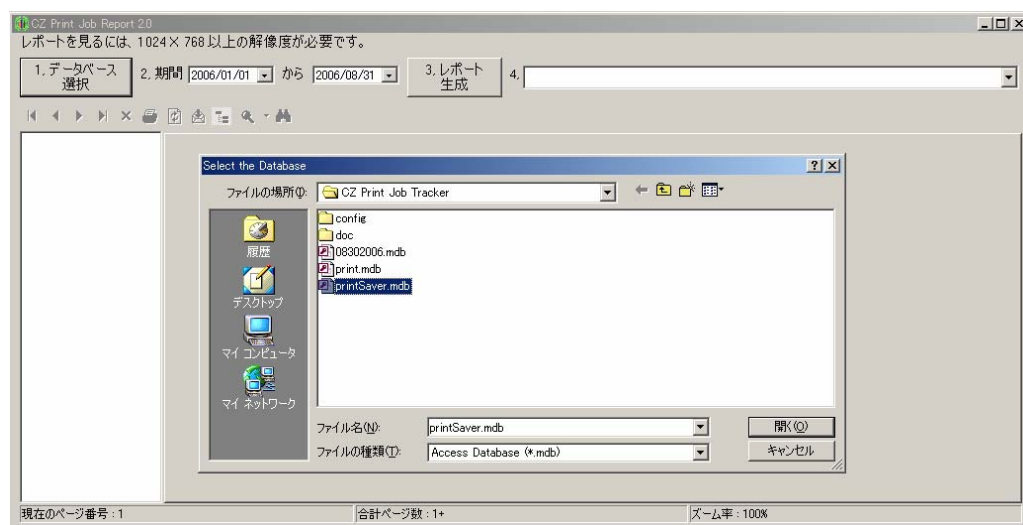 CZ Print Job Report 2.0
レポートを見るには、1024×768以上の解像度が必要です。
1. データベース
選択
2. 期間 2006/01/01 から 2006/08/31
3. レポート
生成
4.
Select the Database
ファイルの場所(I):
CZ Print Job Tracker
履歴
デスクトップ
マイ コンピュータ
マイ ネットワーク
config
doc
08302006.mdb
print.mdb
printSaver.mdb
ファイル名(N):
printSaver.mdb
開く(O)
ファイルの種類(T):
Access Database (*.mdb)
キャンセル
現在のページ番号 : 1
合計ページ数 : 1+
ズーム率 : 100%